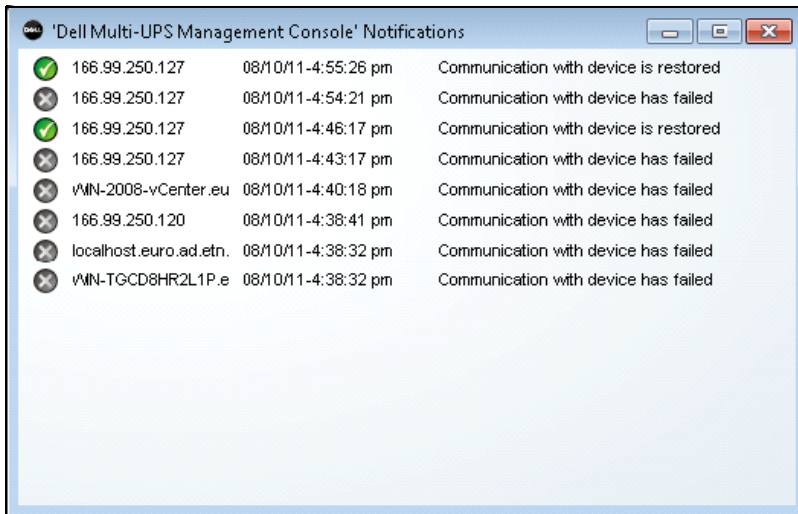 DELL 'Dell Multi-UPS Management Console' Notifications
166.99.250.127 08/10/11-4:55:26 pm Communication with device is restored
166.99.250.127 08/10/11-4:54:21 pm Communication with device has failed
166.99.250.127 08/10/11-4:46:17 pm Communication with device is restored
166.99.250.127 08/10/11-4:43:17 pm Communication with device has failed
WIN-2008-vCenter.eu 08/10/11-4:40:18 pm Communication with device has failed
166.99.250.120 08/10/11-4:38:41 pm Communication with device has failed
localhost.euro.ad.etn. 08/10/11-4:38:32 pm Communication with device has failed
WIN-TGCD8HR2L1P.e 08/10/11-4:38:32 pm Communication with device has failed